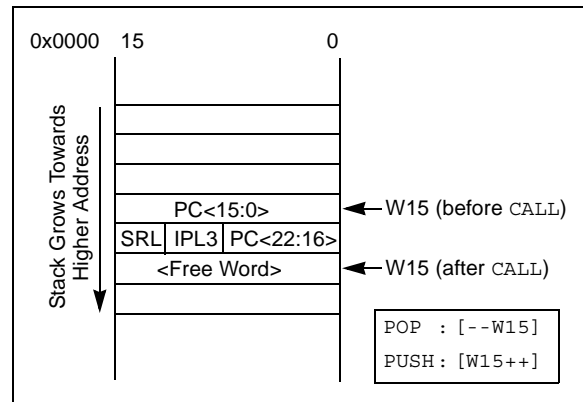 0x0000 15 0
Stack Grows Towards
Higher Address
PC<15:0>
W15 (before CALL)
SRL IPL3 PC<22:16>
<Free Word>
W15 (after CALL)
POP : [--W15]
PUSH : [W15++]